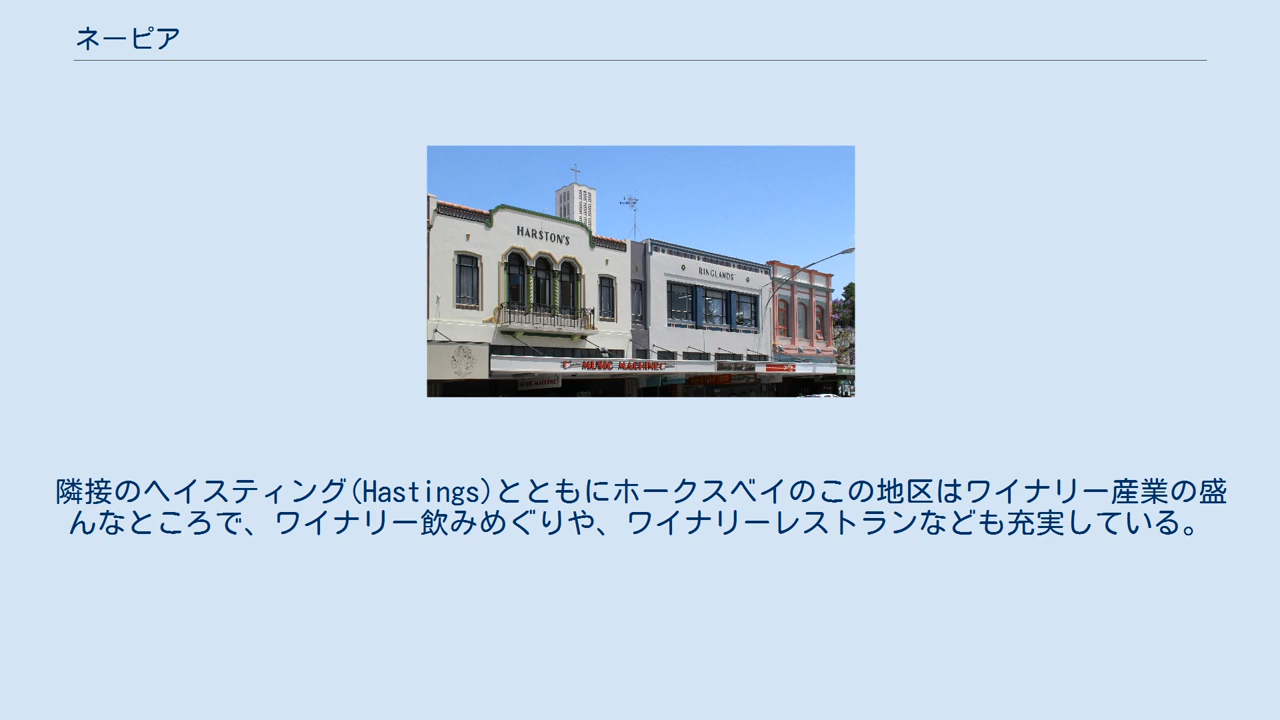 ネーピア
HARSTON'S
RINGLANDS
MUSIC MACHINE
隣接のヘイスティング(Hastings)とともにホークスベイのこの地区はワイナリー産業の盛
んなところで、ワイナリー飲みめぐりや、ワイナリーレストランなども充実している。